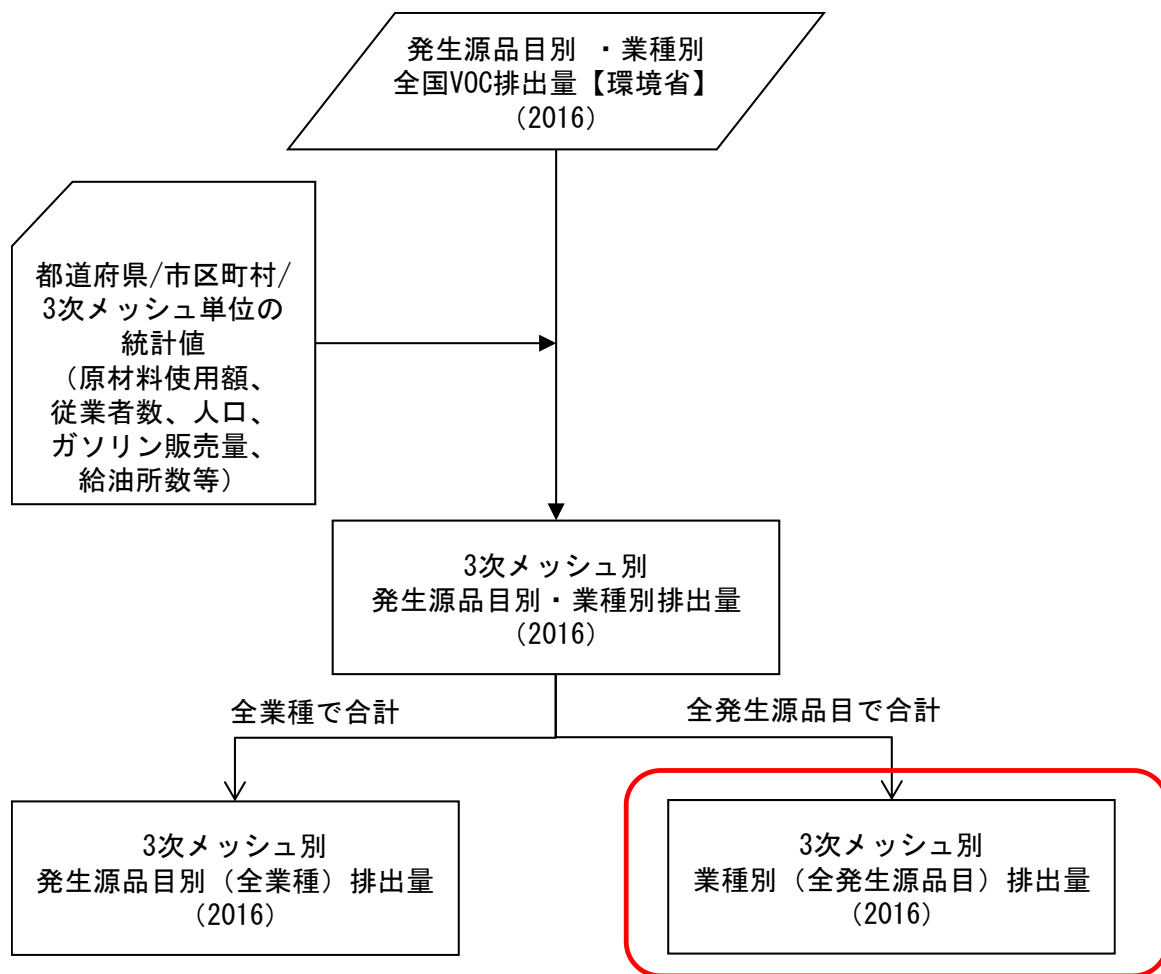 発生源品目別 ・業種別
全国VOC排出量【環境省】
（2016）
都道府県/市区町村/
3次メッシュ単位の
統計値
（原材料使用額、
従業者数、人口、
ガソリン販売量、
給油所数等）
3次メッシュ別
発生源品目別・業種別排出量
（2016）
全業種で合計
全発生源品目で合計
3次メッシュ別
発生源品目別（全業種）排出量
（2016）
3次メッシュ別
業種別（全発生源品目）排出量
（2016）